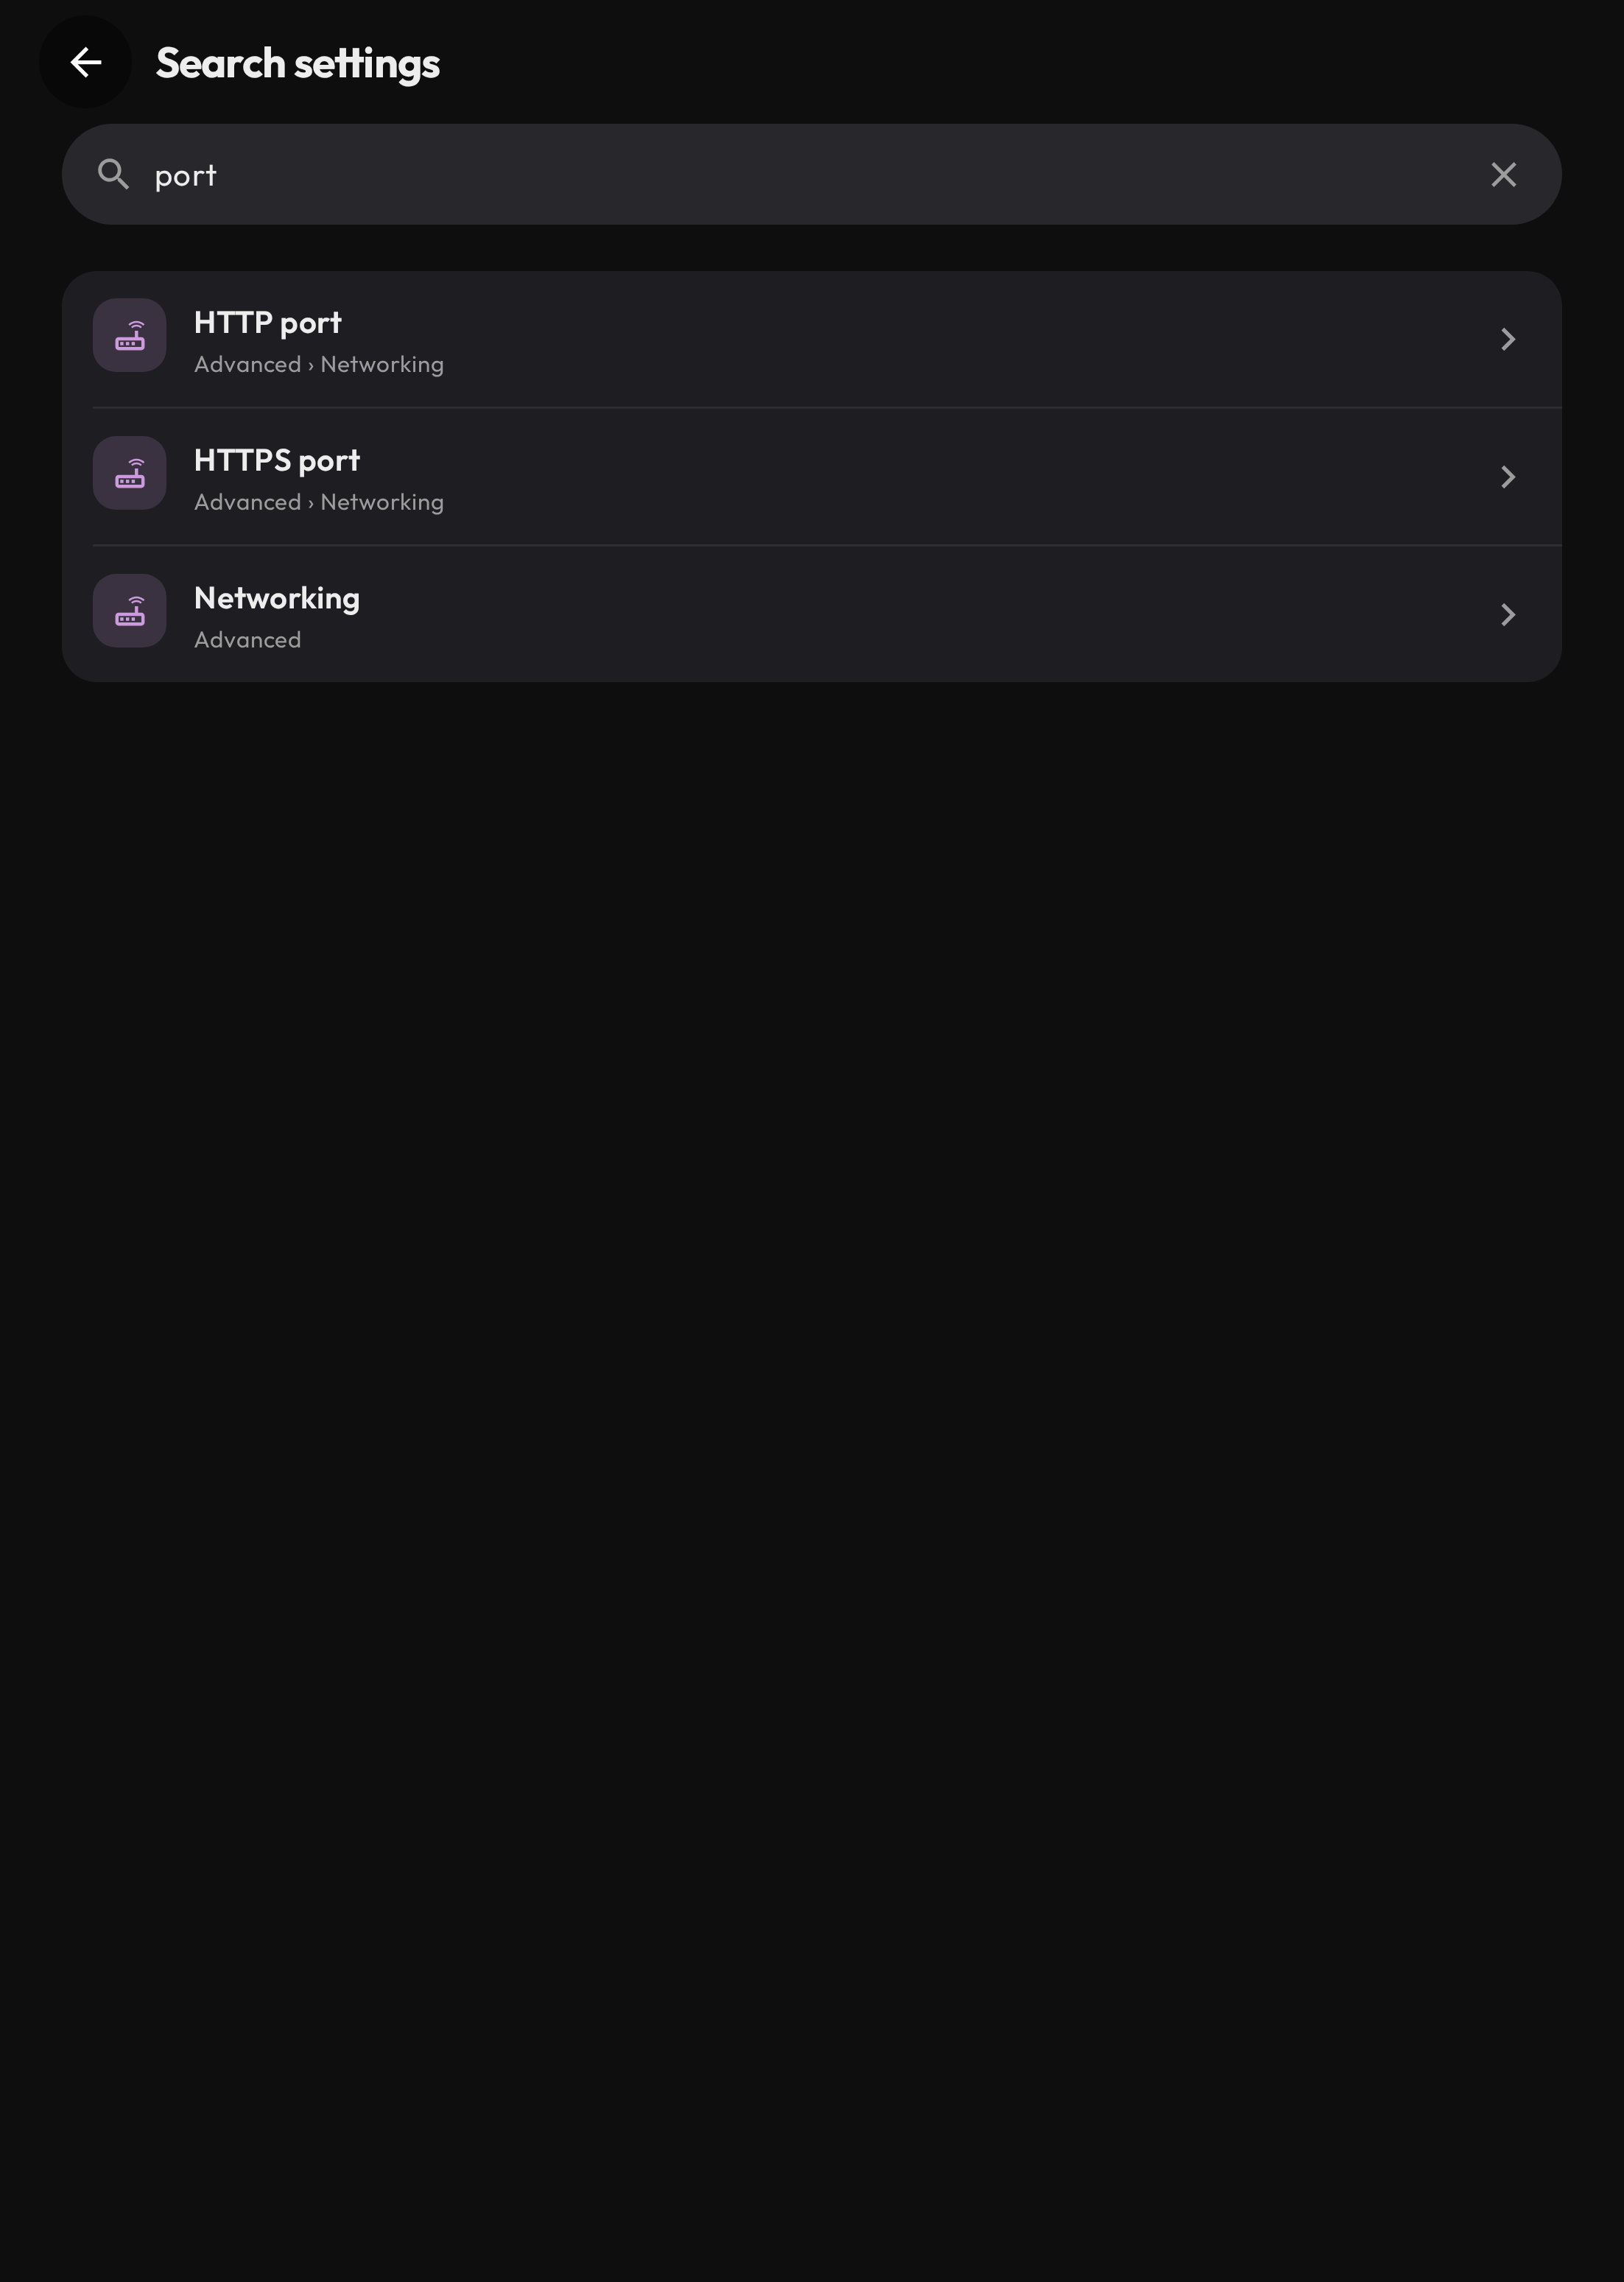 Search settings
port
HTTP port
Advanced › Networking
HTTPS port
Advanced › Networking
Networking
Advanced